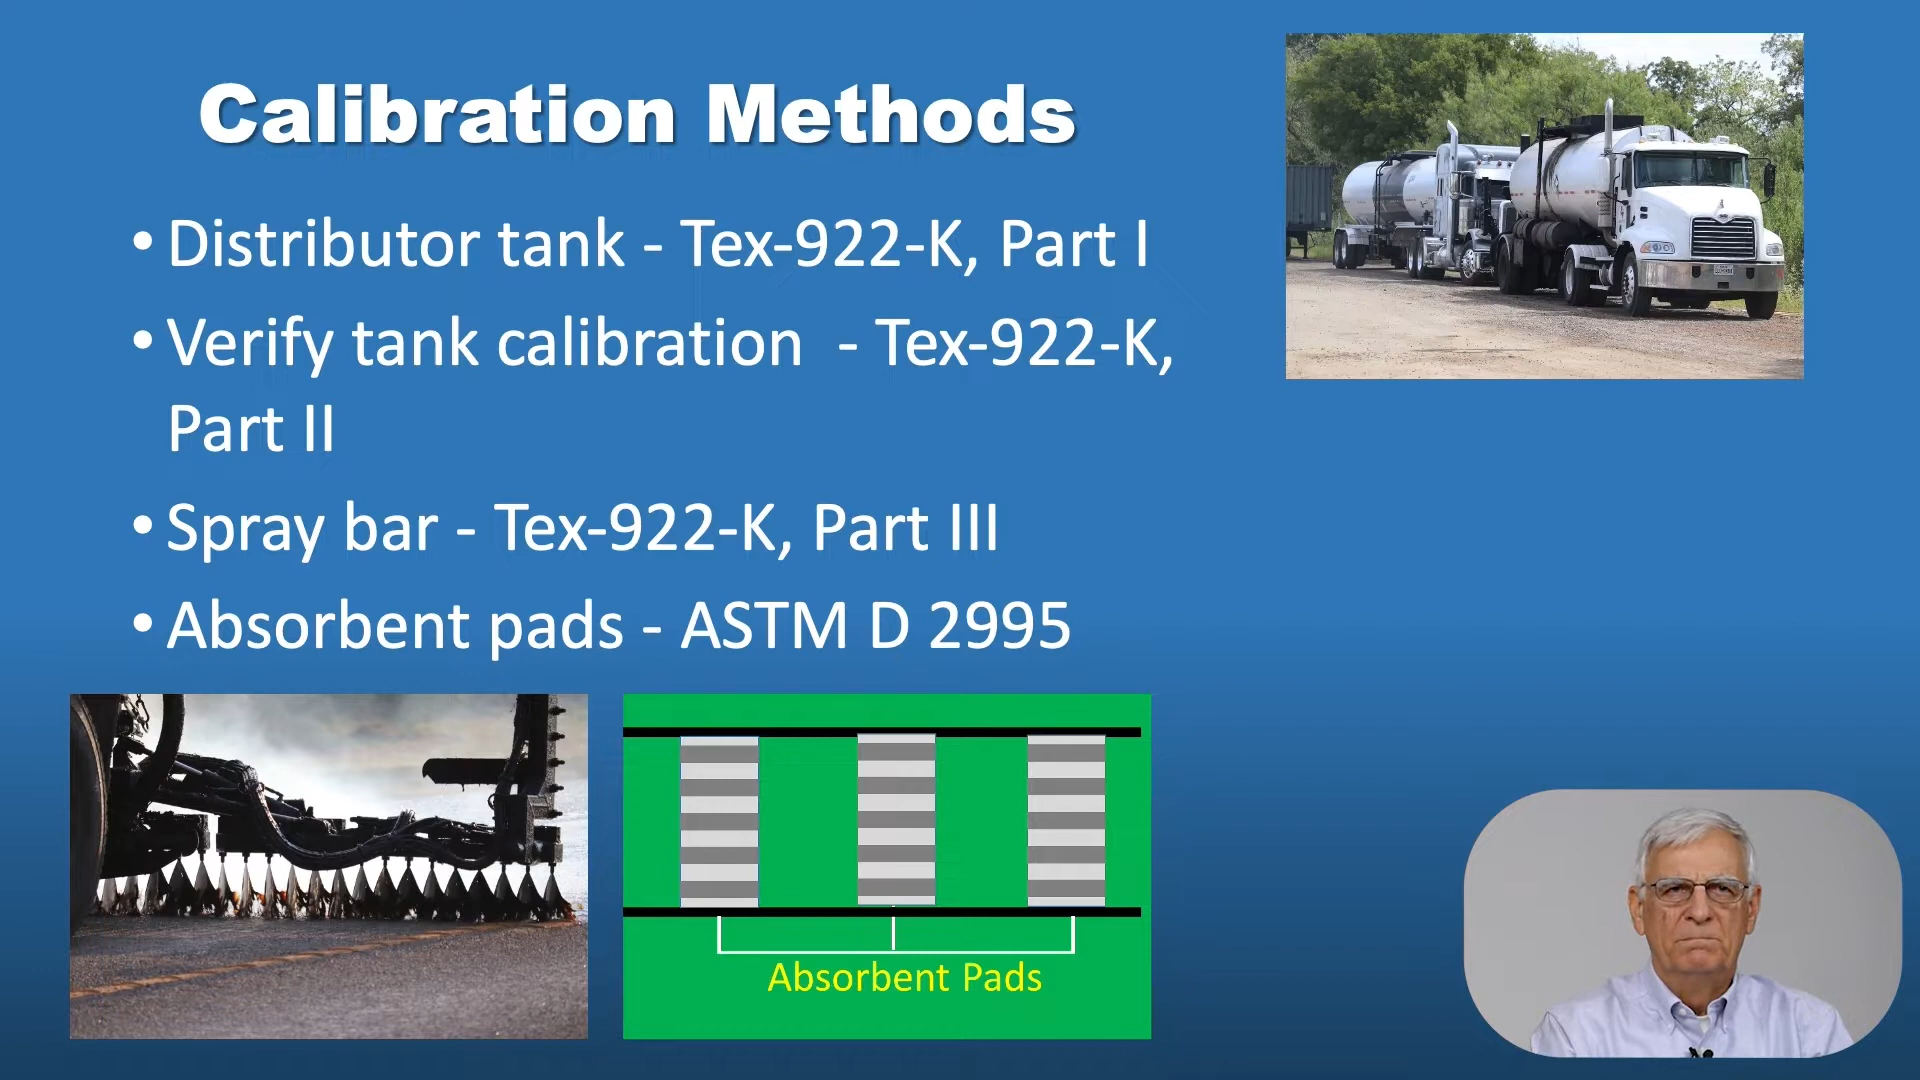 Calibration Methods
• Distributor tank - Tex-922-K, Part I
• Verify tank calibration  - Tex-922-K,
Part II
• Spray bar - Tex-922-K, Part III
• Absorbent pads - ASTM D 2995
Absorbent Pads